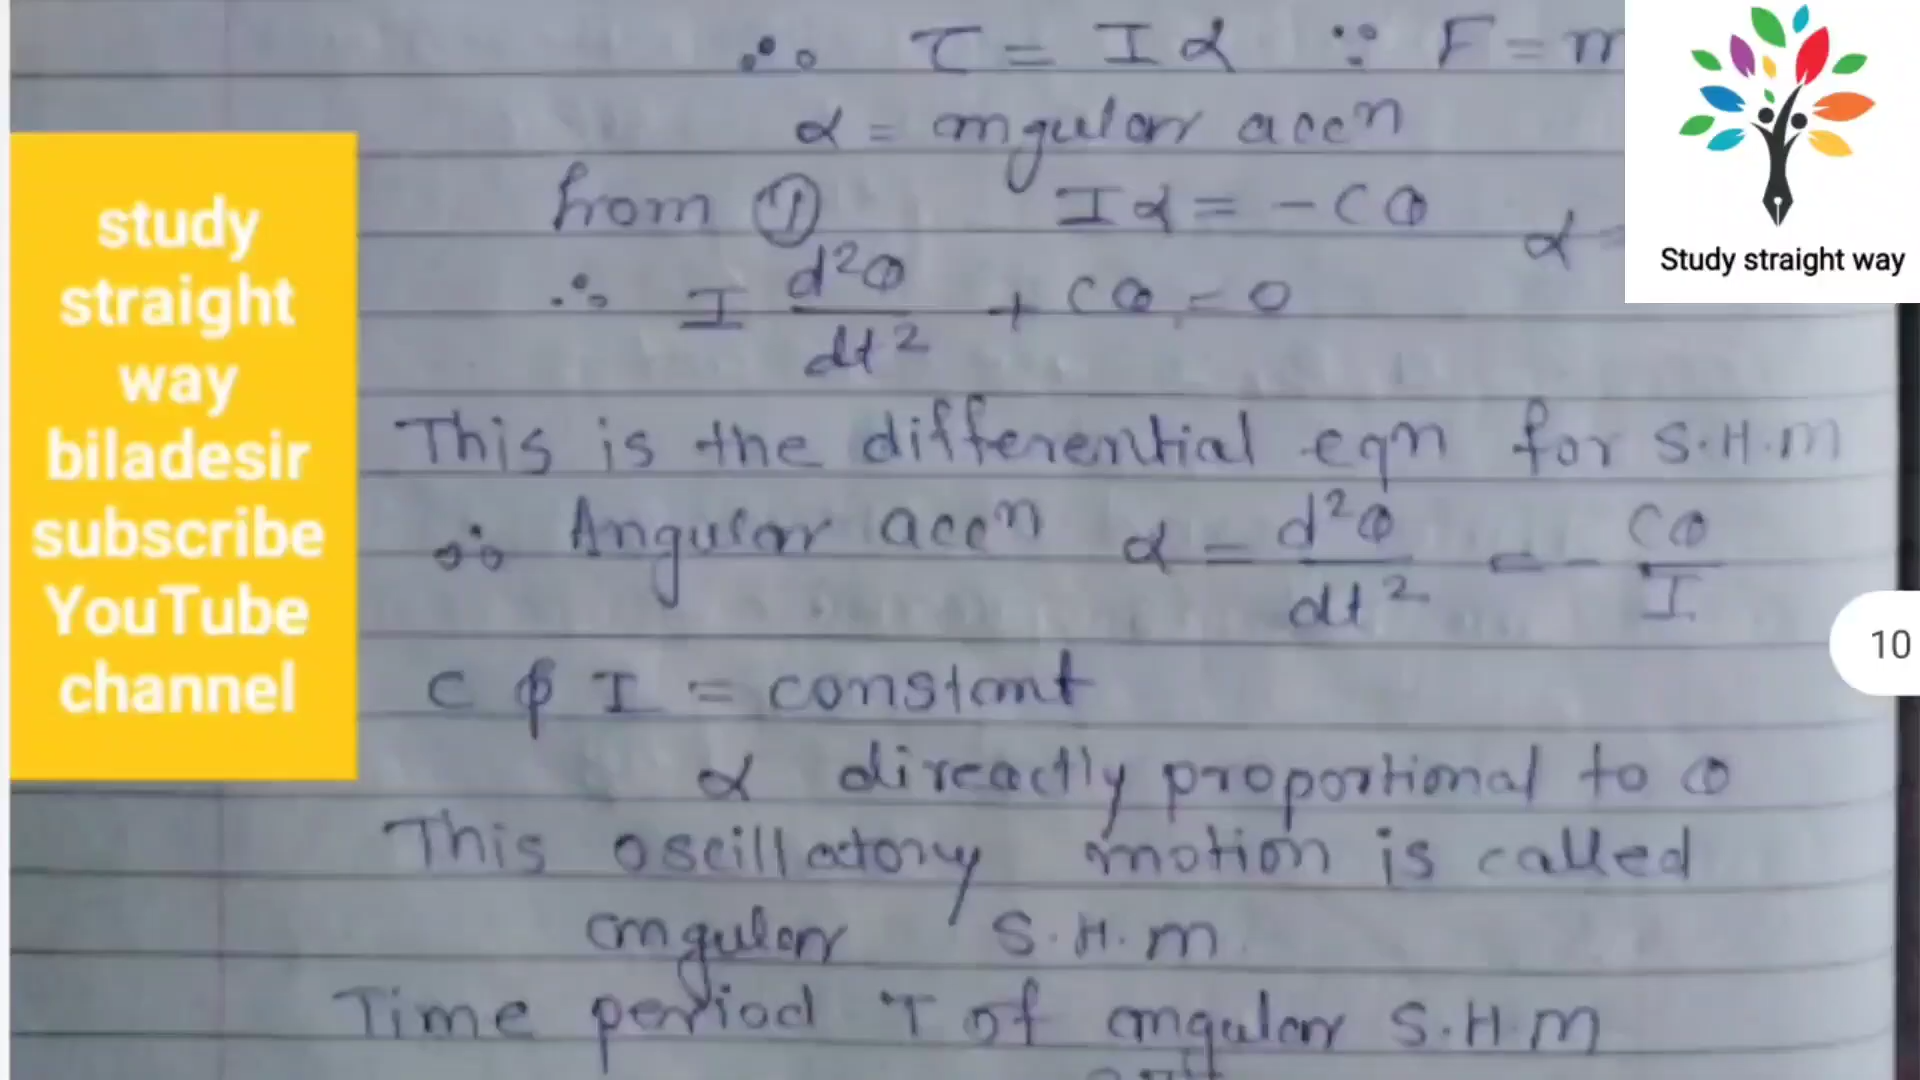 ∴ τ = Iα ∵ F = m
α = angular accn
from ① Iα = -cθ α =
∴ I d²θ/dt² + cθ = 0
This is the differential eqn for S.H.M
∴ Angular accn α = d²θ/dt² = - cθ/I
c & I = constant
α direactly proportional to θ
This oscillatory motion is called
angular S.H.M.
Time period T of angular S.H.M
study
straight
way
biladesir
subscribe
YouTube
channel
Study straight way
10